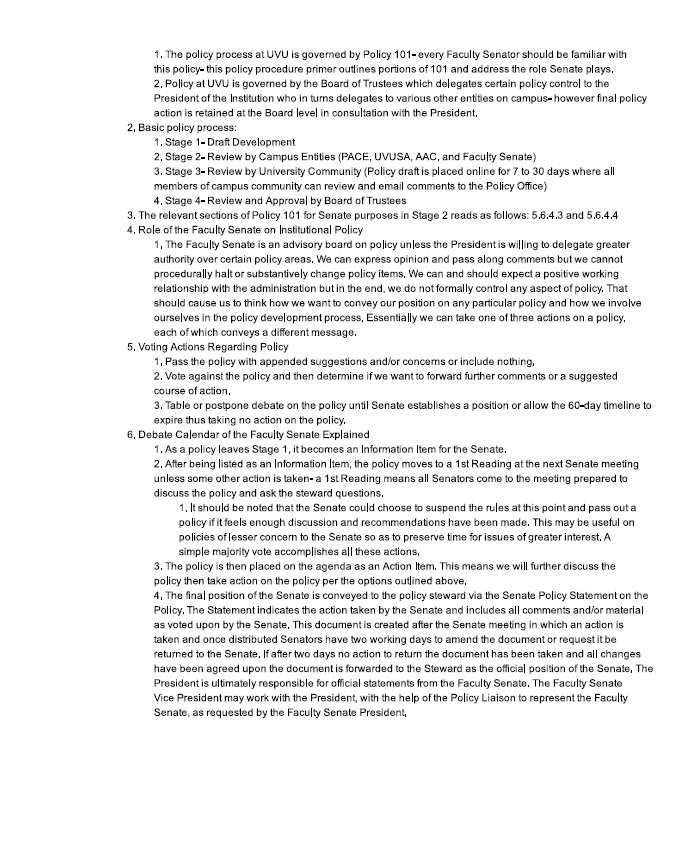 1. The policy process at UVU is governed by Policy 101- every Faculty Senator should be familiar with
this policy- this policy procedure primer outlines portions of 101 and address the role Senate plays.
2. Policy at UVU is governed by the Board of Trustees which delegates certain policy control to the
President of the Institution who in turns delegates to various other entities on campus- however final policy
action is retained at the Board level in consultation with the President.
2. Basic policy process:
1. Stage 1- Draft Development
2. Stage 2- Review by Campus Entities (PACE, UVUSA, AAC, and Faculty Senate)
3. Stage 3- Review by University Community (Policy draft is placed online for 7 to 30 days where all
members of campus community can review and email comments to the Policy Office)
4. Stage 4- Review and Approval by Board of Trustees
3. The relevant sections of Policy 101 for Senate purposes in Stage 2 reads as follows: 5.6.4.3 and 5.6.4.4
4. Role of the Faculty Senate on Institutional Policy
1. The Faculty Senate is an advisory board on policy unless the President is willing to delegate greater
authority over certain policy areas. We can express opinion and pass along comments but we cannot
procedurally halt or substantively change policy items. We can and should expect a positive working
relationship with the administration but in the end, we do not formally control any aspect of policy. That
should cause us to think how we want to convey our position on any particular policy and how we involve
ourselves in the policy development process. Essentially we can take one of three actions on a policy,
each of which conveys a different message.
5. Voting Actions Regarding Policy
1. Pass the policy with appended suggestions and/or concerns or include nothing.
2. Vote against the policy and then determine if we want to forward further comments or a suggested
course of action.
3. Table or postpone debate on the policy until Senate establishes a position or allow the 60-day timeline to
expire thus taking no action on the policy.
6. Debate Calendar of the Faculty Senate Explained
1. As a policy leaves Stage 1, it becomes an Information Item for the Senate.
2. After being listed as an Information Item, the policy moves to a 1st Reading at the next Senate meeting
unless some other action is taken- a 1st Reading means all Senators come to the meeting prepared to
discuss the policy and ask the steward questions.
1. It should be noted that the Senate could choose to suspend the rules at this point and pass out a
policy if it feels enough discussion and recommendations have been made. This may be useful on
policies of lesser concern to the Senate so as to preserve time for issues of greater interest. A
simple majority vote accomplishes all these actions.
3. The policy is then placed on the agenda as an Action Item. This means we will further discuss the
policy then take action on the policy per the options outlined above.
4. The final position of the Senate is conveyed to the policy steward via the Senate Policy Statement on the
Policy. The Statement indicates the action taken by the Senate and includes all comments and/or material
as voted upon by the Senate. This document is created after the Senate meeting in which an action is
taken and once distributed Senators have two working days to amend the document or request it be
returned to the Senate. If after two days no action to return the document has been taken and all changes
have been agreed upon the document is forwarded to the Steward as the official position of the Senate. The
President is ultimately responsible for official statements from the Faculty Senate. The Faculty Senate
Vice President may work with the President, with the help of the Policy Liaison to represent the Faculty
Senate, as requested by the Faculty Senate President.